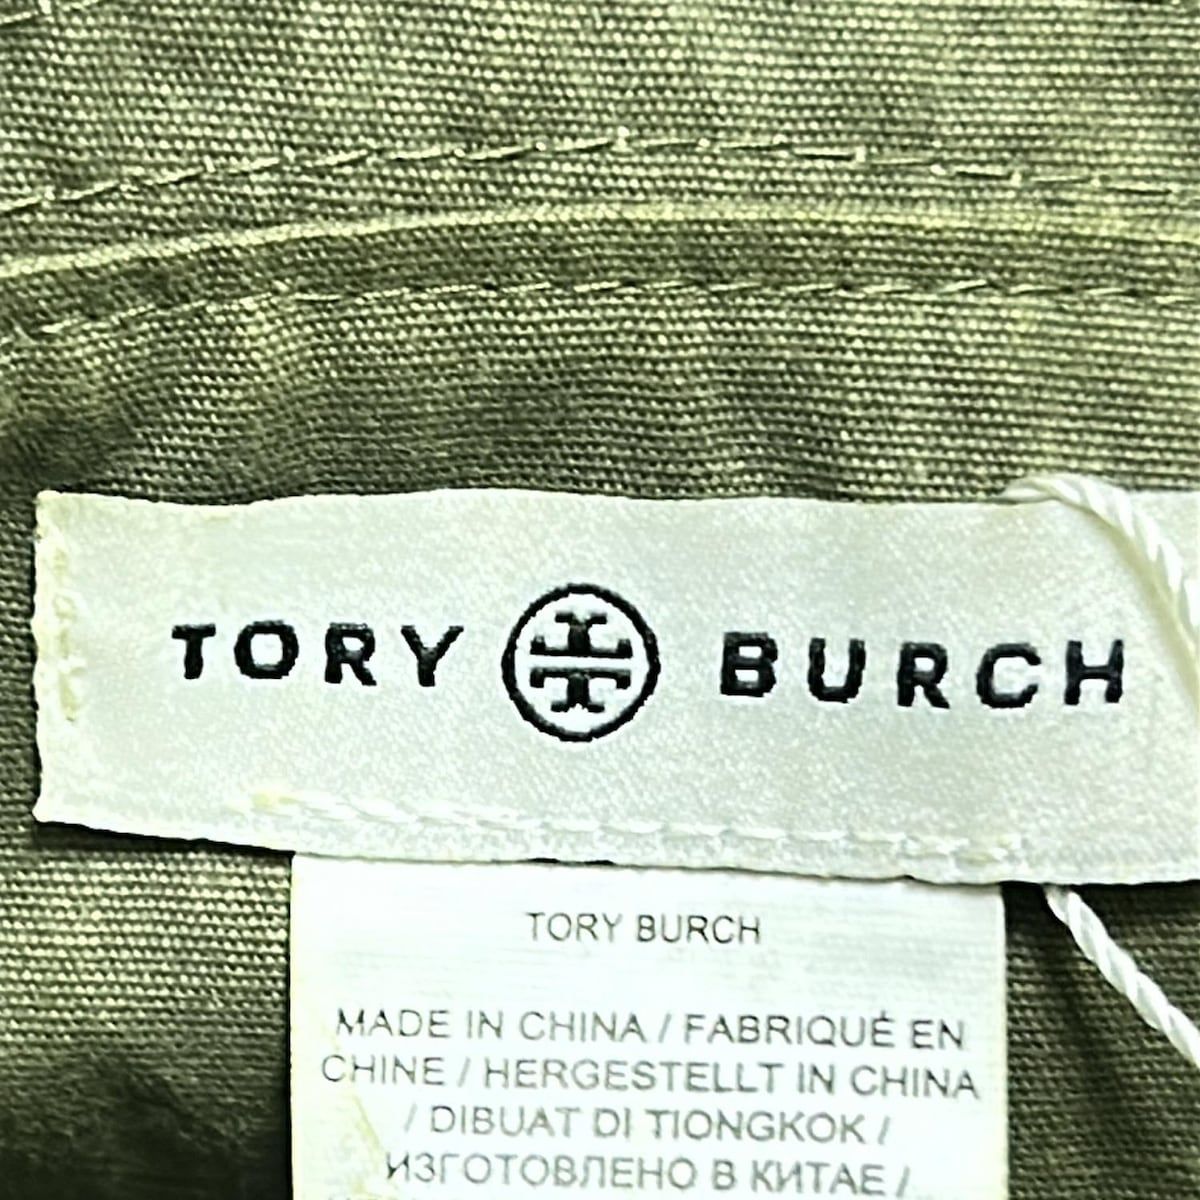 TORY BURCH
TORY BURCH
MADE IN CHINA / FABRIQUÉ EN
CHINE / HERGESTELLT IN CHINA
/ DIBUAT DI TIONGKOK /
ИЗГОТОВЛЕНО В КИТАЕ /